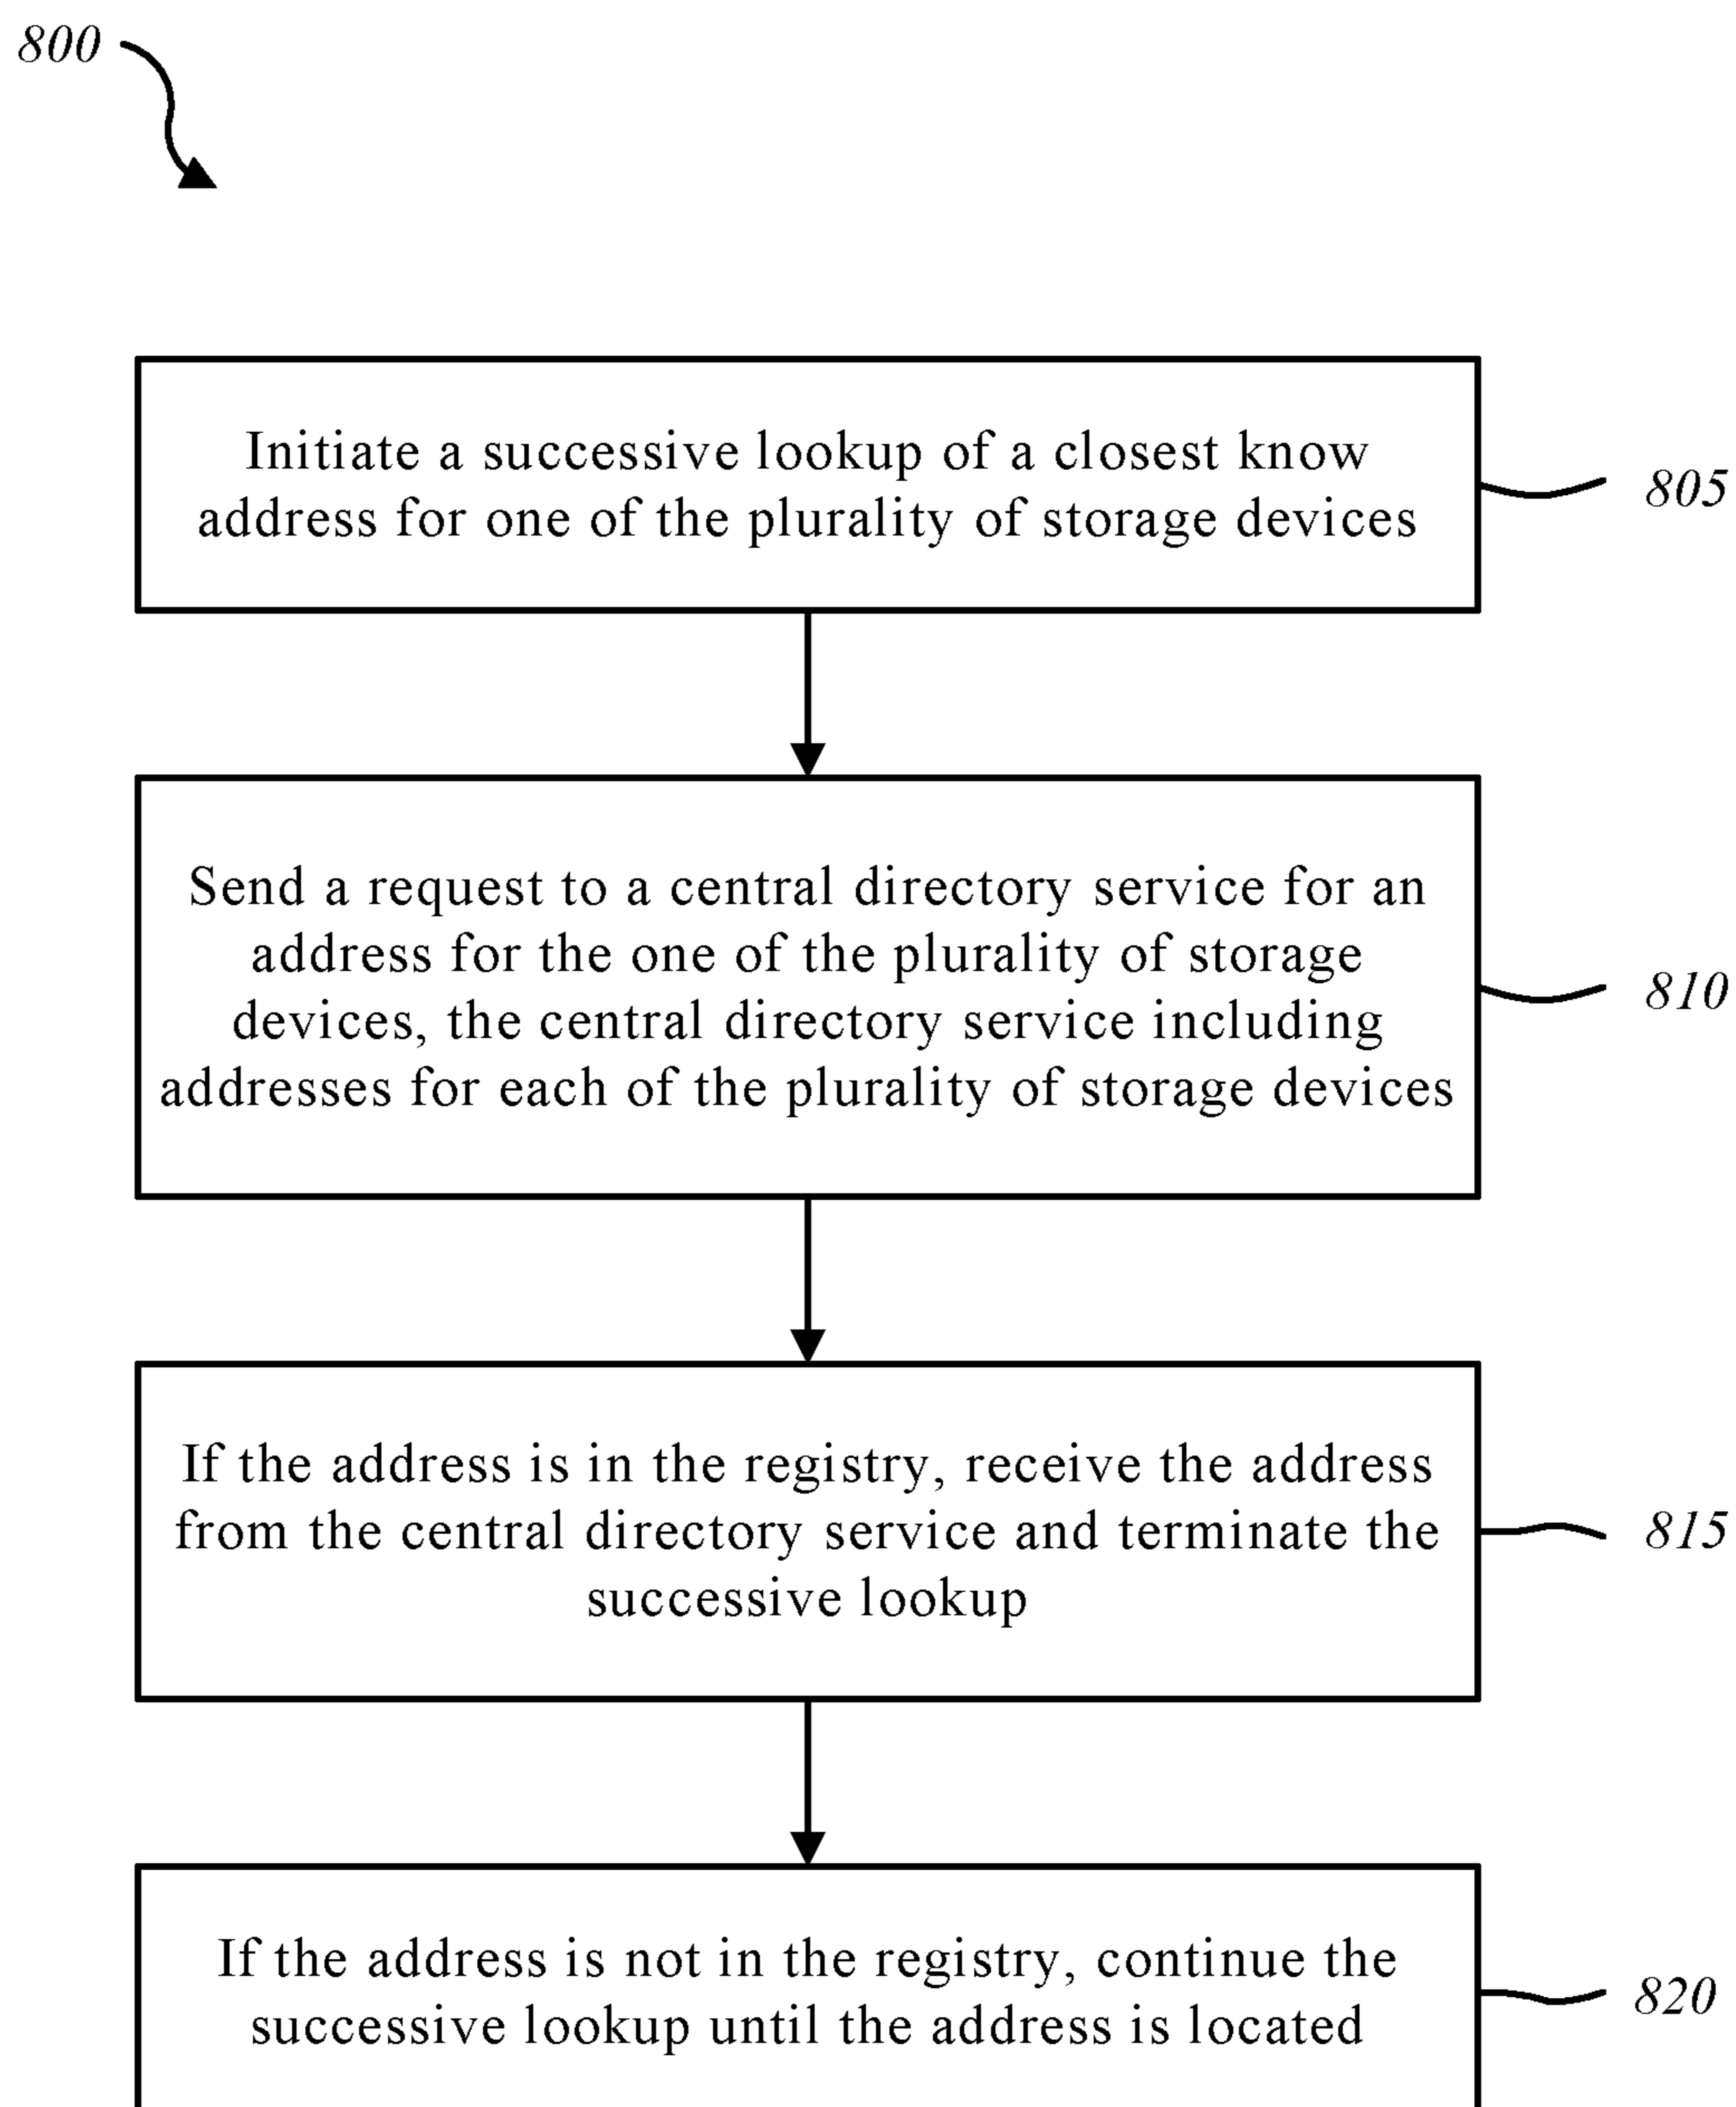 800
Initiate a successive lookup of a closest know
address for one of the plurality of storage devices
805
Send a request to a central directory service for an
address for the one of the plurality of storage
devices, the central directory service including
addresses for each of the plurality of storage devices
810
If the address is in the registry, receive the address
from the central directory service and terminate the
successive lookup
815
If the address is not in the registry, continue the
successive lookup until the address is located
820